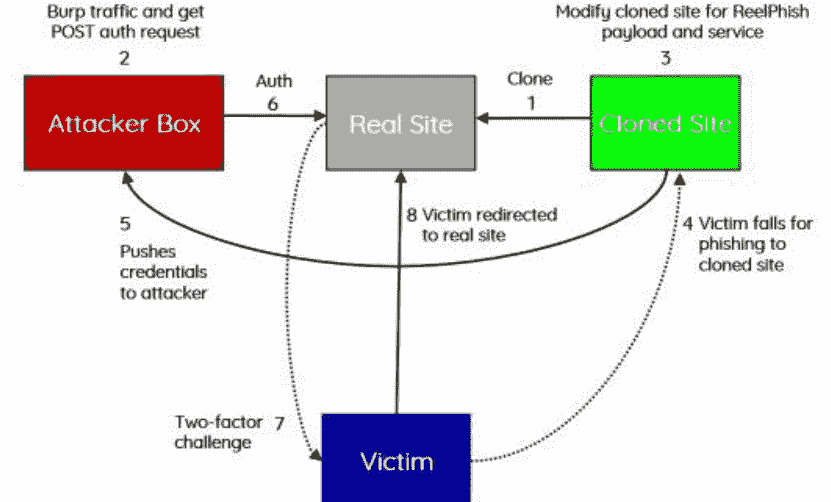 Burp traffic and get
POST auth request
2
Modify cloned site for ReelPhish
payload and service
3
Auth
6
Clone
1
Attacker Box
Real Site
Cloned Site
5
Pushes
credentials
to attacker
8 Victim redirected
to real site
4 Victim falls for
phishing to
cloned site
Two-factor 7
challenge
Victim